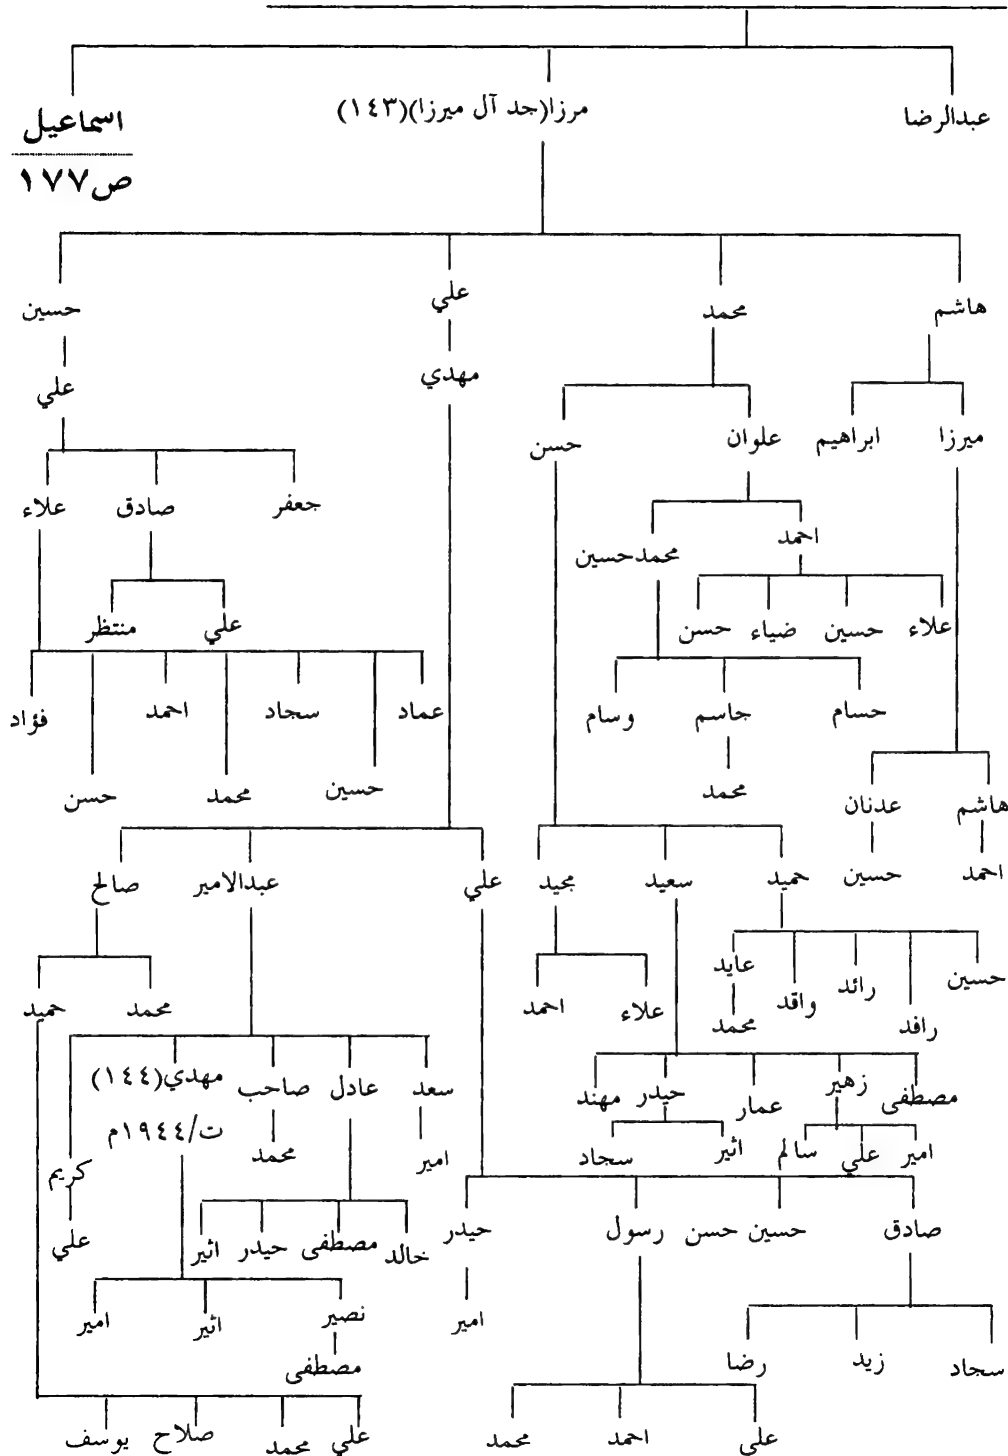 عبدالرضا
مرزا(جد آل ميرزا)(١٤٣)
اسماعيل
ص١٧٧
هاشم
محمد
علي
حسين
مهدي
علي
ميرزا
ابراهيم
علوان
حسن
جعفر
صادق
علاء
احمد
محمدحسين
علاء
حسين
ضياء
حسن
علي
منتظر
حسام
جاسم
وسام
عماد
سجاد
احمد
فؤاد
محمد
حسين
محمد
حسن
هاشم
عدنان
احمد
حسين
حميد
سعيد
مجيد
علي
عبدالامير
صالح
حسين
رافد
رائد
واقد
عايد
محمد
علاء
احمد
محمد
حميد
مصطفى
زهير
عمار
حيدر
مهند
سعد
عادل
صاحب
مهدي(١٤٤)
ت/١٩٤٤م
كريم
امير
علي
سالم
اثير
سجاد
امير
محمد
علي
صادق
حسين
حسن
رسول
حيدر
خالد
مصطفى
حيدر
اثير
امير
نصير
اثير
امير
مصطفى
سجاد
زيد
رضا
علي
احمد
محمد
علي
محمد
صلاح
يوسف